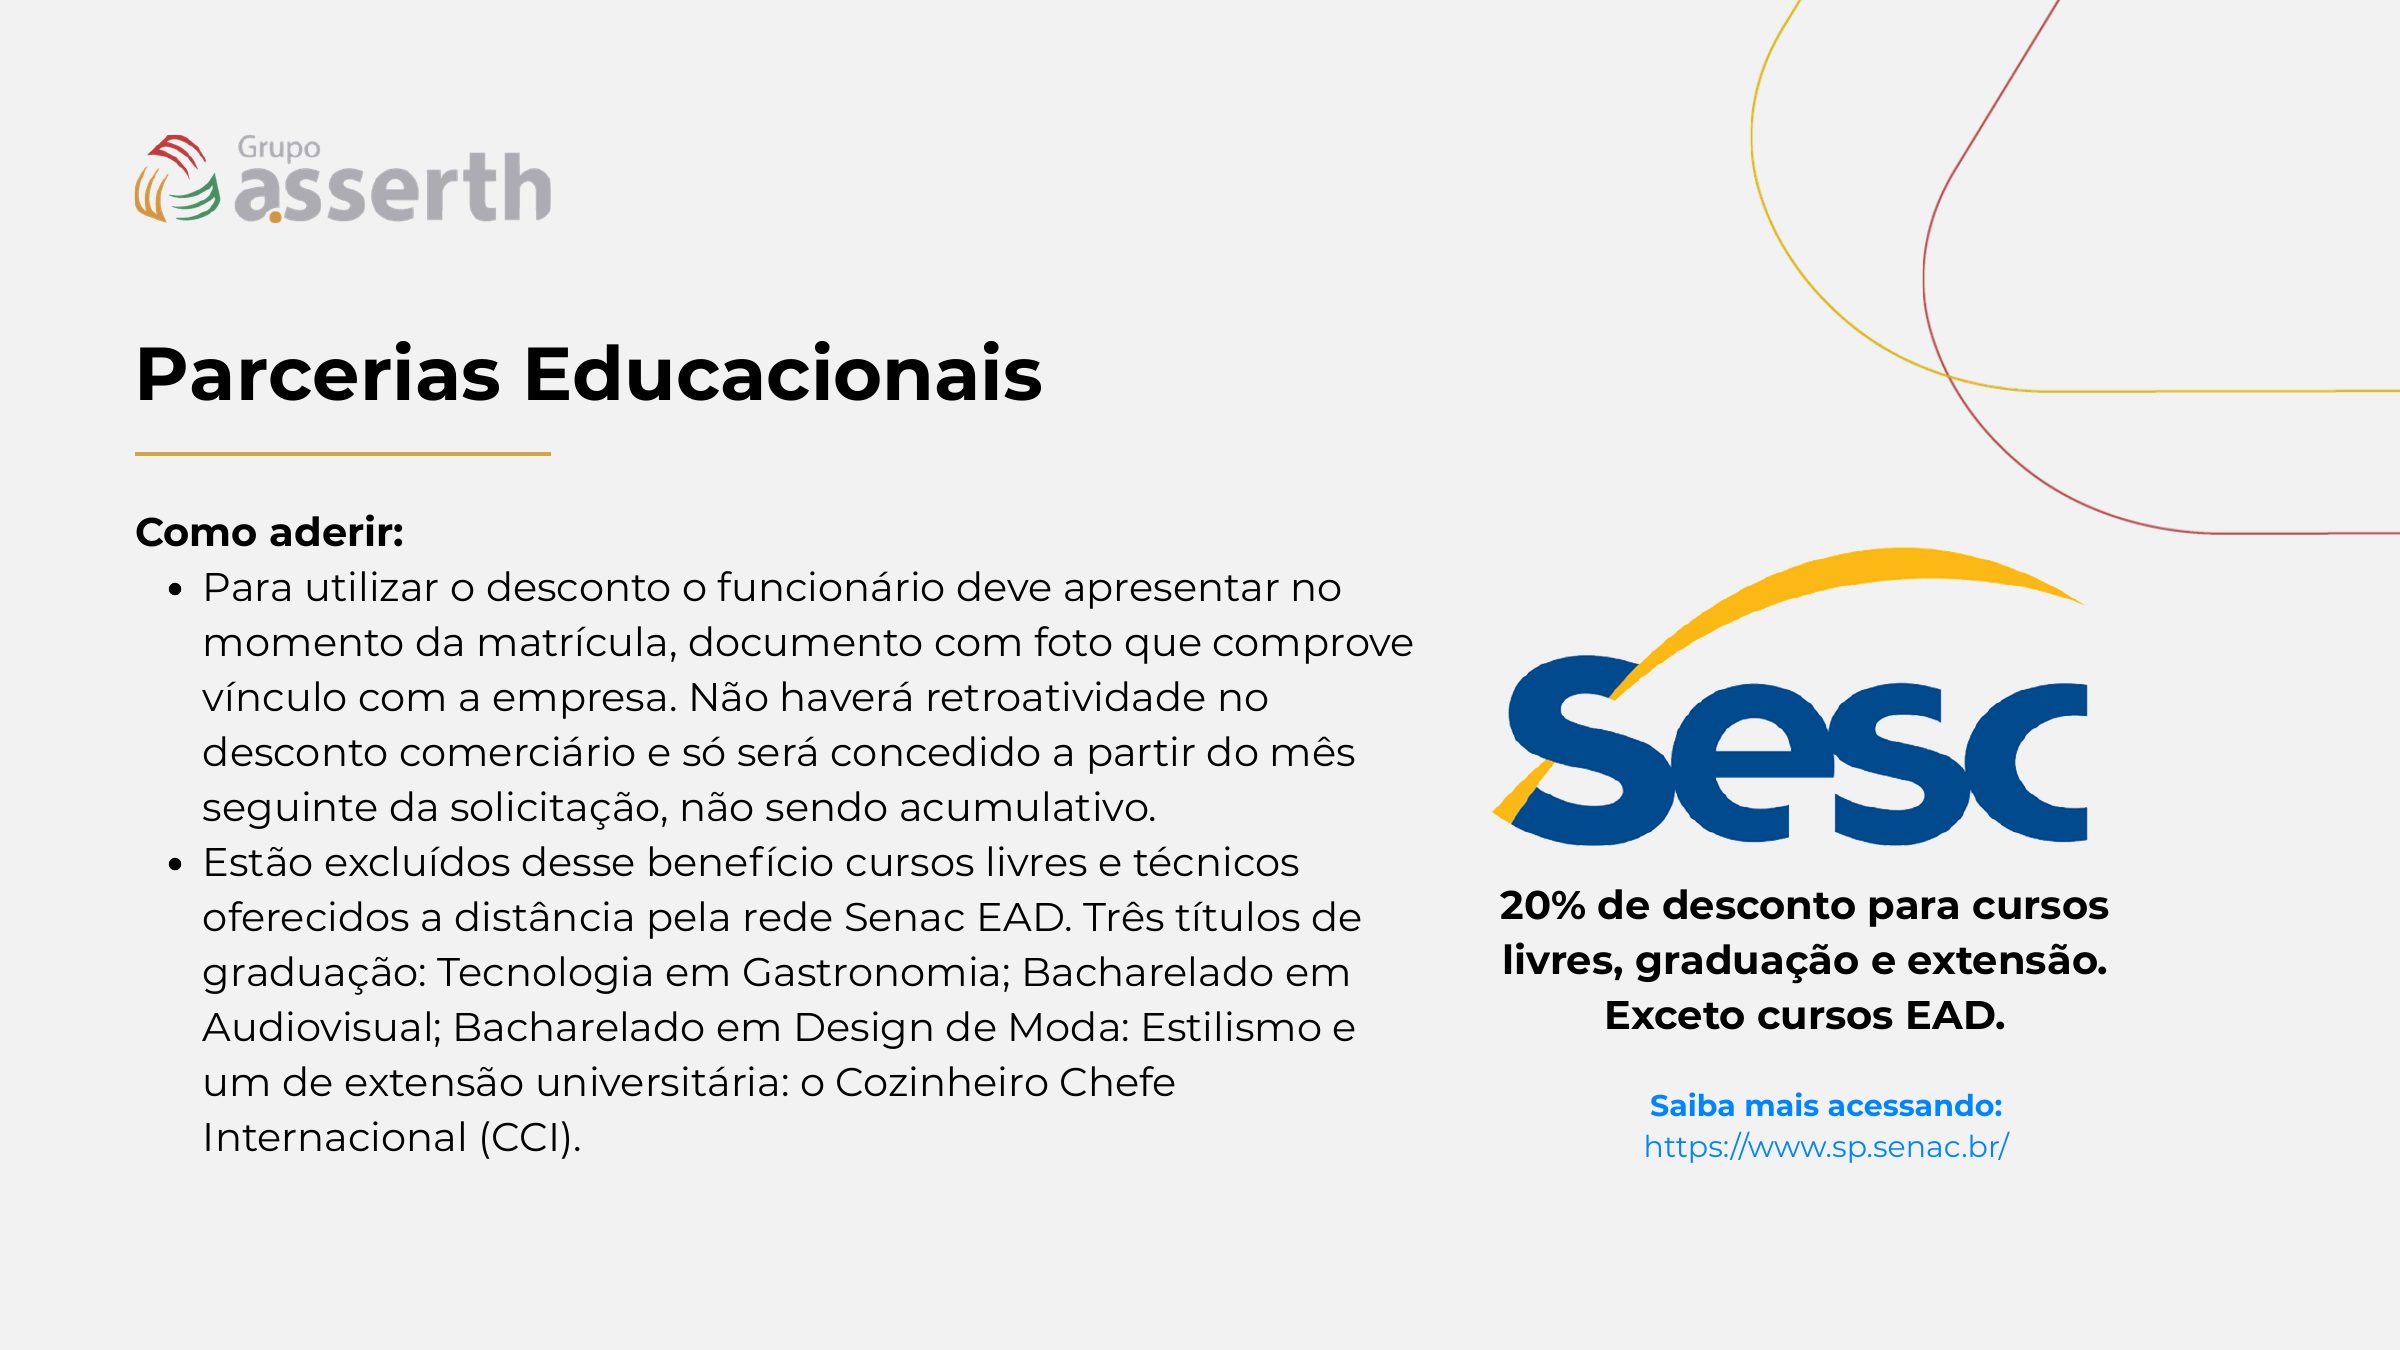 Grupo
asserth
Parcerias Educacionais
Como aderir:
• Para utilizar o desconto o funcionário deve apresentar no
momento da matrícula, documento com foto que comprove
vínculo com a empresa. Não haverá retroatividade no
desconto comerciário e só será concedido a partir do mês
seguinte da solicitação, não sendo acumulativo.
• Estão excluídos desse benefício cursos livres e técnicos
oferecidos a distância pela rede Senac EAD. Três títulos de
graduação: Tecnologia em Gastronomia; Bacharelado em
Audiovisual; Bacharelado em Design de Moda: Estilismo e
um de extensão universitária: o Cozinheiro Chefe
Internacional (CCI).
Sesc
20% de desconto para cursos
livres, graduação e extensão.
Exceto cursos EAD.
Saiba mais acessando:
https://www.sp.senac.br/